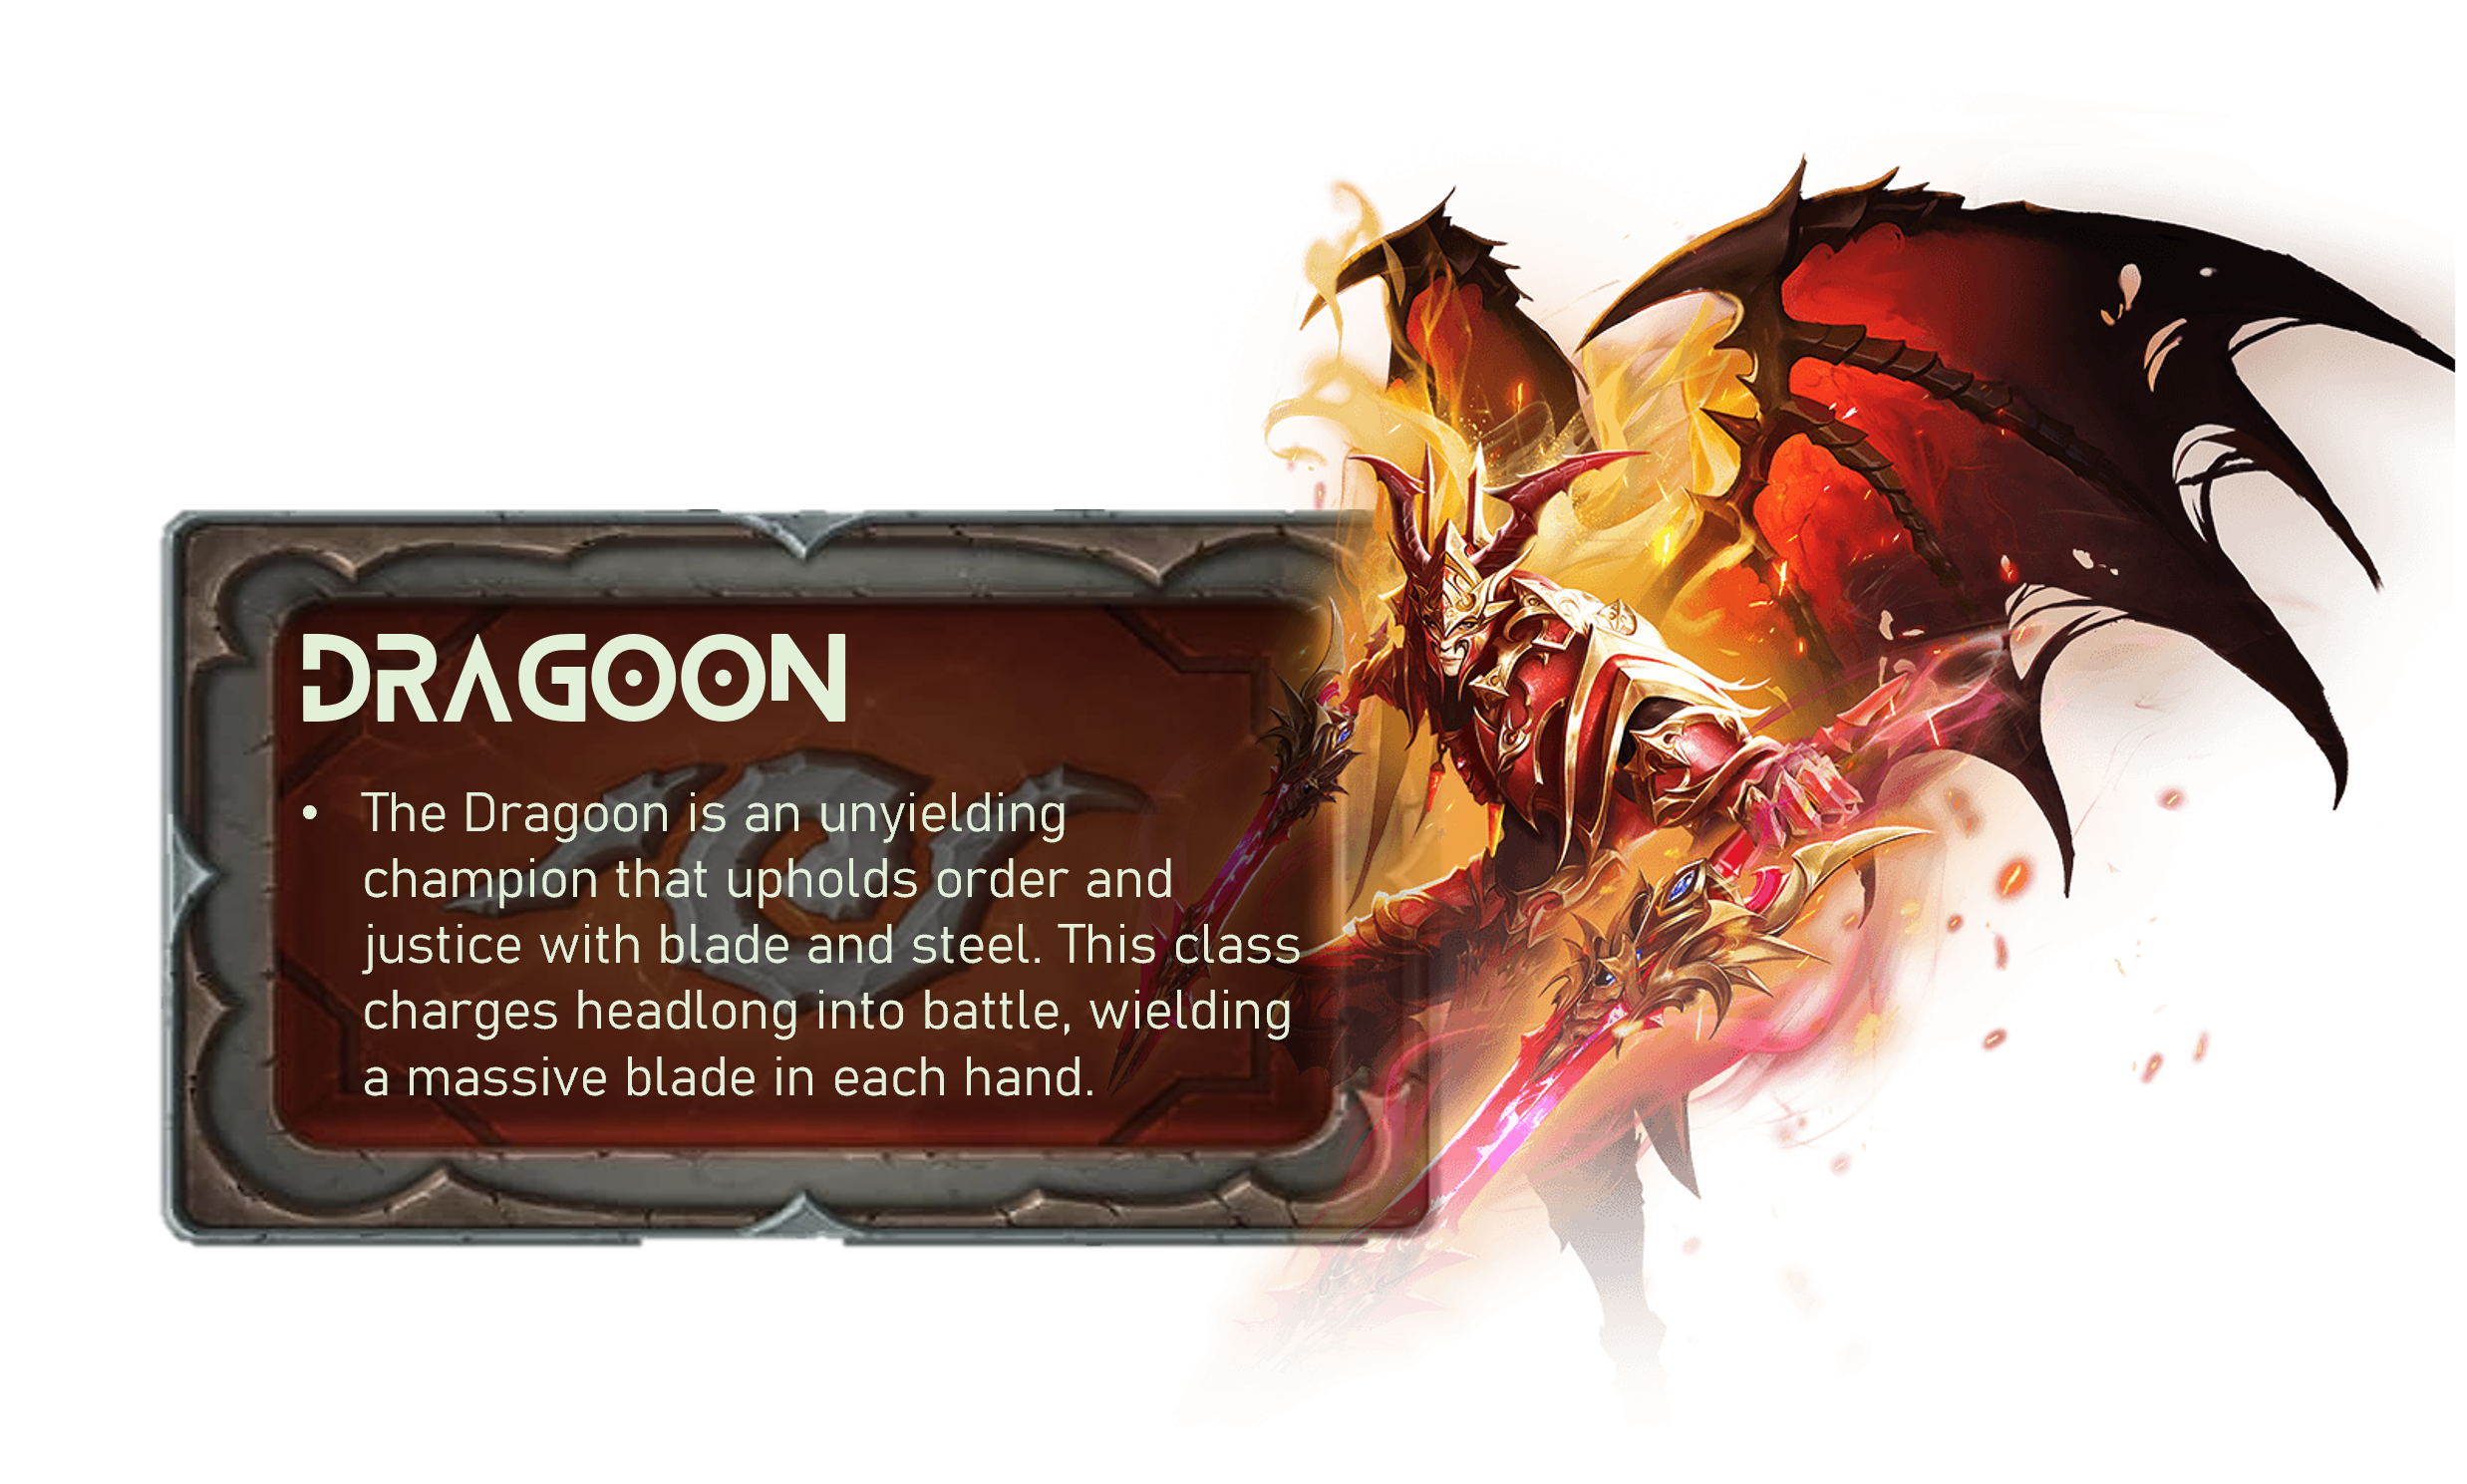 DRAGOON
• The Dragoon is an unyielding
champion that upholds order and
justice with blade and steel. This class
charges headlong into battle, wielding
a massive blade in each hand.